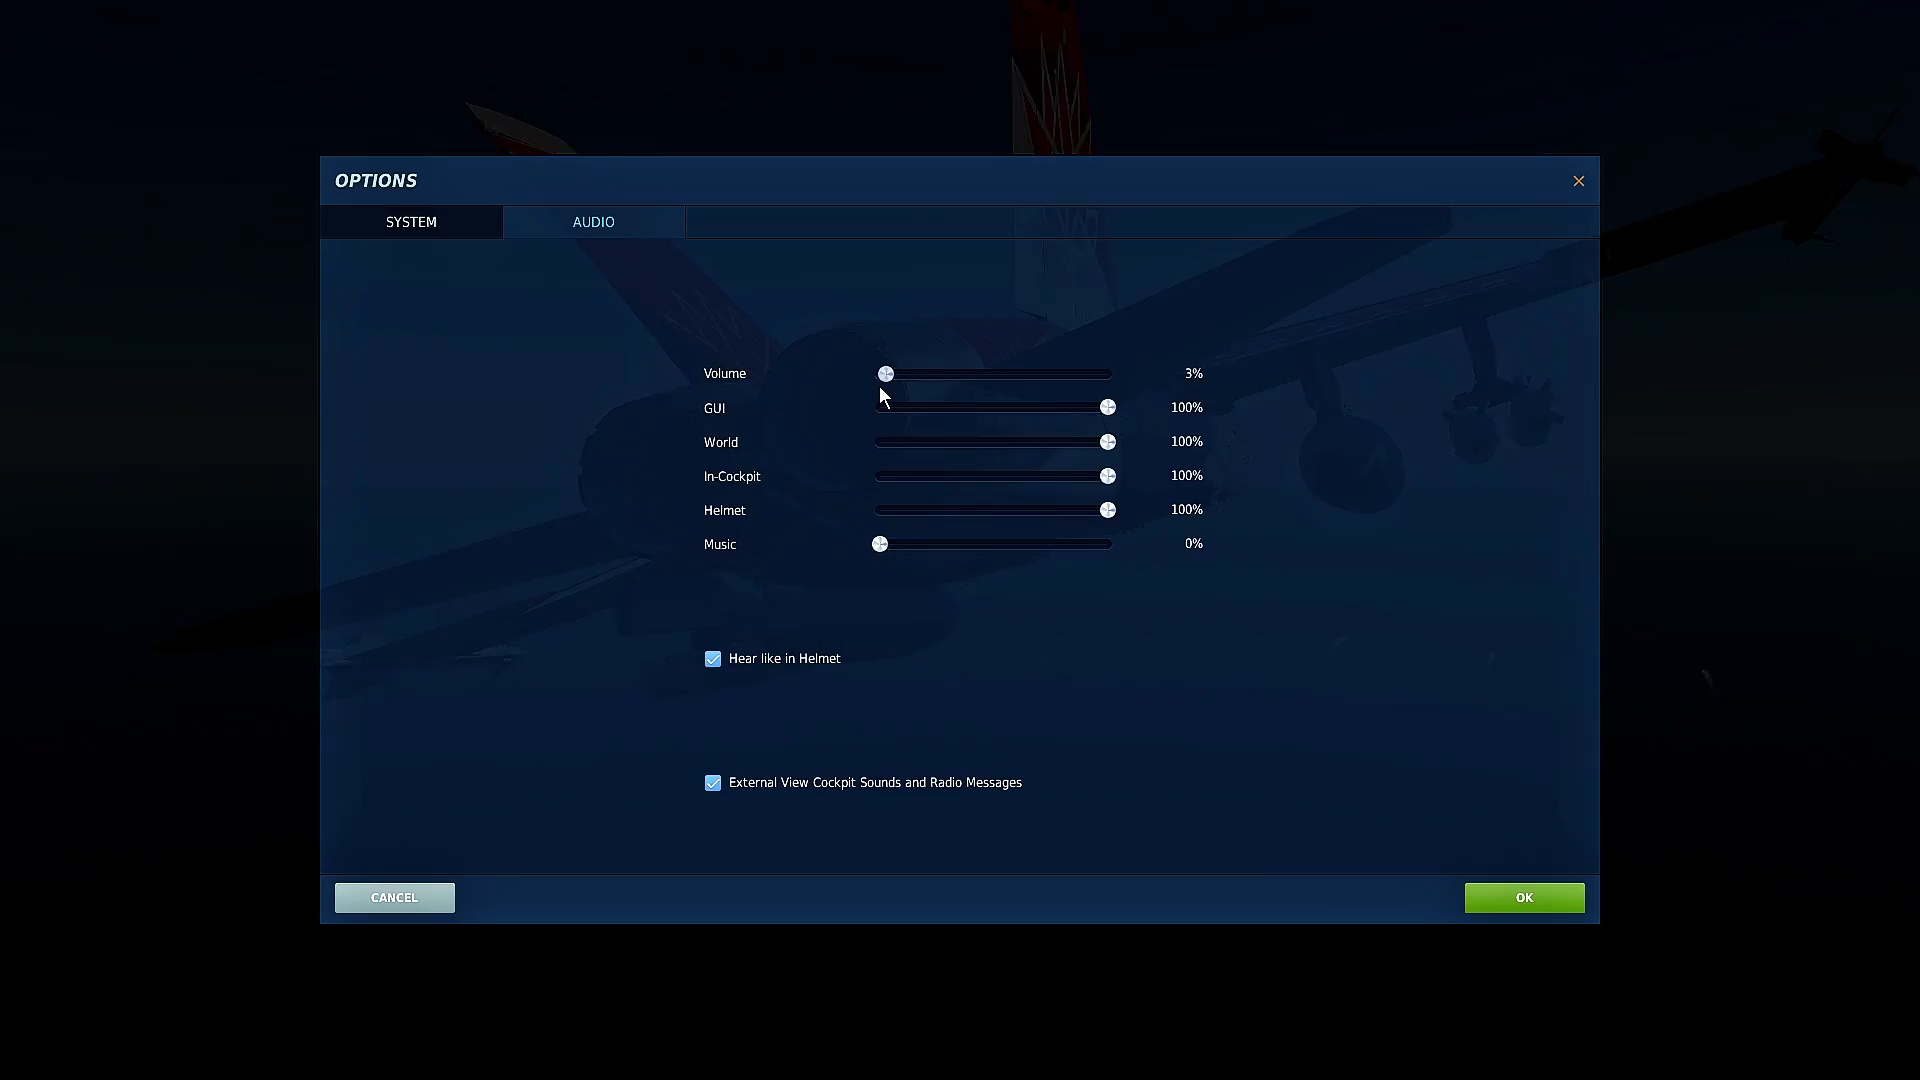 OPTIONS
SYSTEM AUDIO
Volume 3%
GUI 100%
World 100%
In-Cockpit 100%
Helmet 100%
Music 0%
Hear like in Helmet
External View Cockpit Sounds and Radio Messages
CANCEL OK